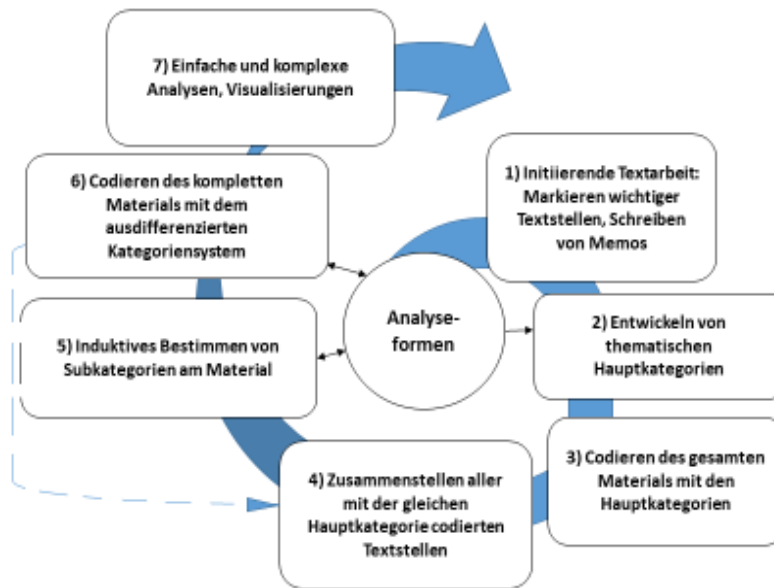 7) Einfache und komplexe
Analysen, Visualisierungen
1) Initiierende Textarbeit:
Markieren wichtiger
Textstellen, Schreiben
von Memos
6) Codieren des kompletten
Materials mit dem
ausdifferenzierten
Kategoriensystem
Analyse-
formen
2) Entwickeln von
thematischen
Hauptkategorien
5) Induktives Bestimmen von
Subkategorien am Material
3) Codieren des gesamten
Materials mit den
Hauptkategorien
4) Zusammenstellen aller
mit der gleichen
Hauptkategorie codierten
Textstellen